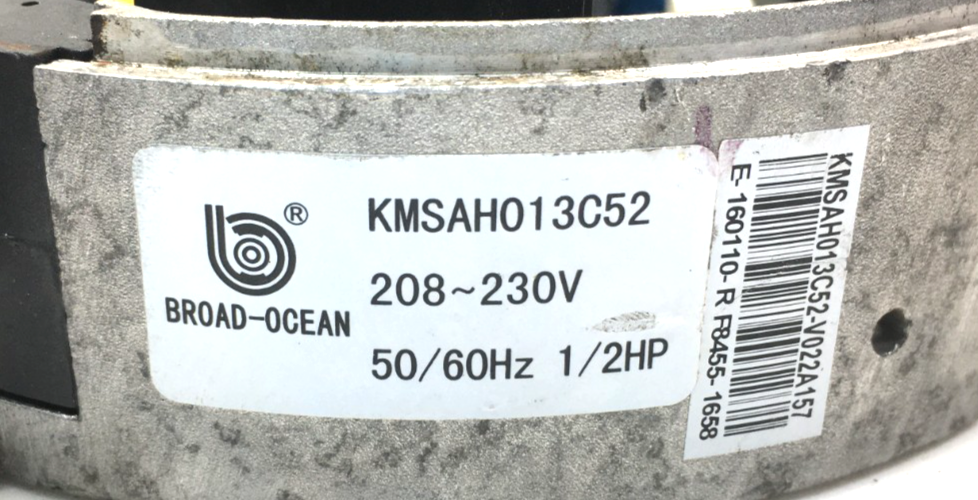 ®
BROAD-OCEAN
KMSAH013C52
208~230V
50/60Hz 1/2HP
KMSAH013C52-V022A157
E-160110-R F8455-1658